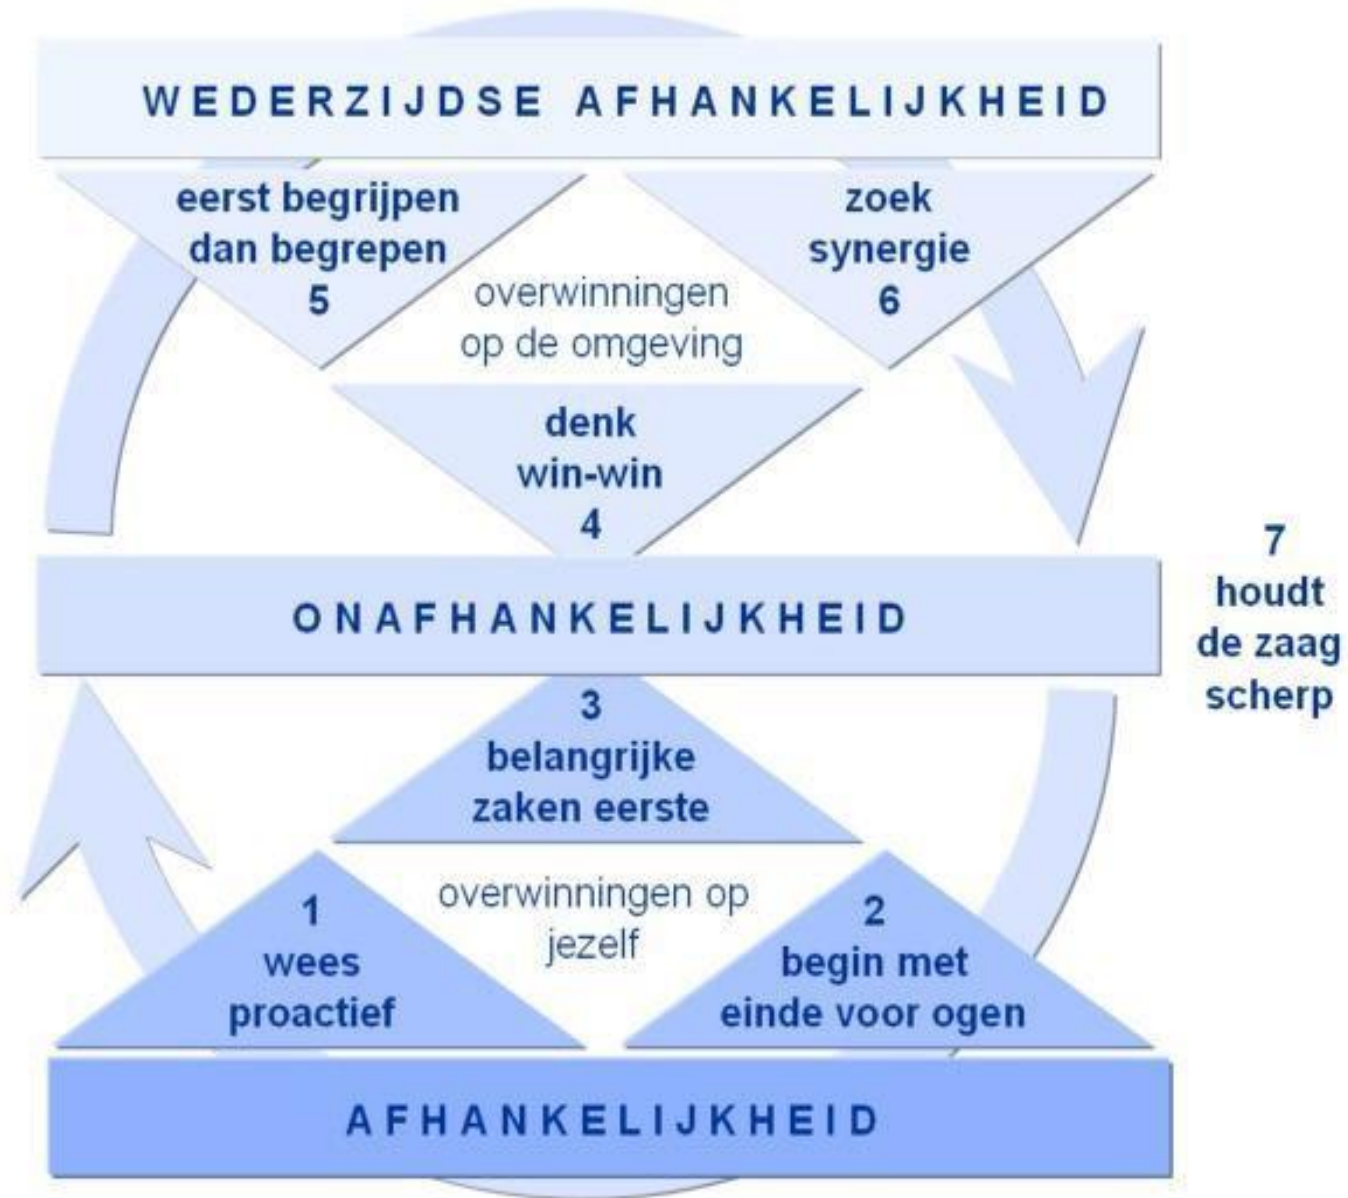 WEDERZIJDSE AFHANKELIJKHEID
eerst begrijpen
dan begrepen
5
zoek
synergie
6
overwinningen
op de omgeving
denk
win-win
4
ONAFHANKELIJKHEID
7
houdt
de zaag
scherp
3
belangrijke
zaken eerste
overwinningen op
jezelf
1
wees
proactief
2
begin met
einde voor ogen
AFHANKELIJKHEID